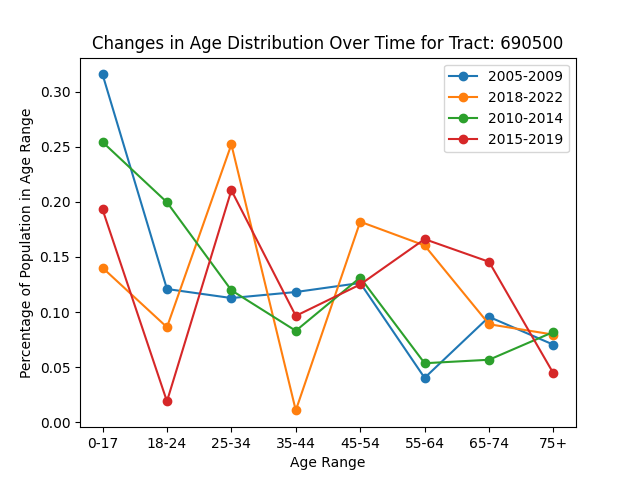 Changes in Age Distribution Over Time for Tract: 690500
2005-2009
2018-2022
2010-2014
2015-2019
Percentage of Population in Age Range
0.30
0.25
0.20
0.15
0.10
0.05
0.00
0-17 18-24 25-34 35-44 45-54 55-64 65-74 75+
Age Range